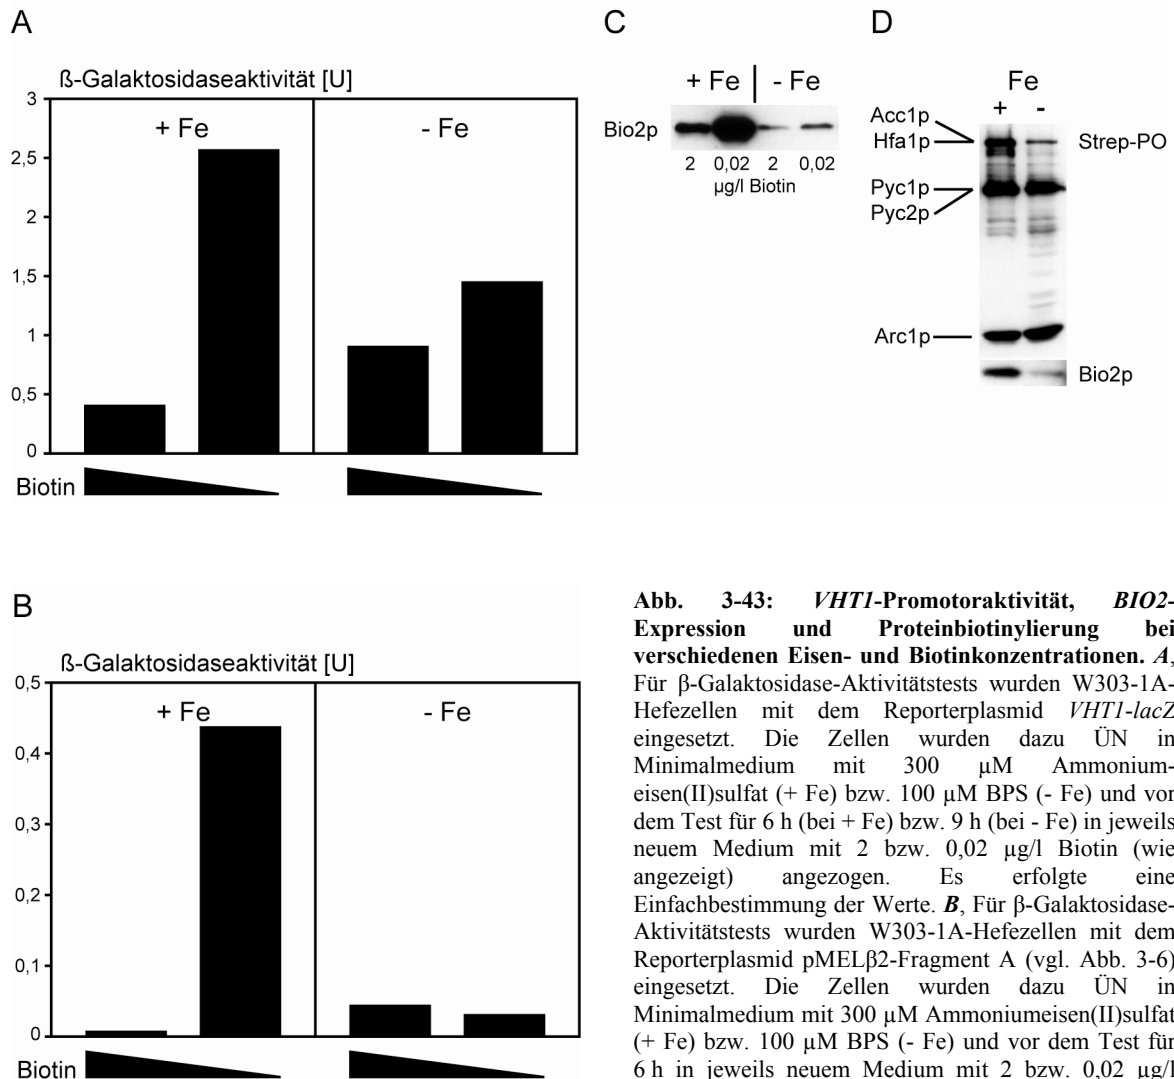 A
ß-Galaktosidaseaktivität [U]
3
+ Fe
- Fe
2,5
2
1,5
1
0,5
0
Biotin
C
+ Fe - Fe
Bio2p
2 0,02 2 0,02
µg/l Biotin
D
Fe
+ -
Acc1p
Hfa1p
Strep-PO
Pyc1p
Pyc2p
Arc1p
Bio2p
B
ß-Galaktosidaseaktivität [U]
0,5
+ Fe
- Fe
0,4
0,3
0,2
0,1
0
Biotin
Abb. 3-43: VHT1-Promotoraktivität, BIO2-
Expression und Proteinbiotinylierung bei
verschiedenen Eisen- und Biotinkonzentrationen. A,
Für β-Galaktosidase-Aktivitätstests wurden W303-1A-
Hefezellen mit dem Reporterplasmid VHT1-lacZ
eingesetzt. Die Zellen wurden dazu ÜN in
Minimalmedium mit 300 µM Ammonium-
eisen(II)sulfat (+ Fe) bzw. 100 µM BPS (- Fe) und vor
dem Test für 6 h (bei + Fe) bzw. 9 h (bei - Fe) in jeweils
neuem Medium mit 2 bzw. 0,02 µg/l Biotin (wie
angezeigt) angezogen. Es erfolgte eine
Einfachbestimmung der Werte. B, Für β-Galaktosidase-
Aktivitätstests wurden W303-1A-Hefezellen mit dem
Reporterplasmid pMELβ2-Fragment A (vgl. Abb. 3-6)
eingesetzt. Die Zellen wurden dazu ÜN in
Minimalmedium mit 300 µM Ammoniumeisen(II)sulfat
(+ Fe) bzw. 100 µM BPS (- Fe) und vor dem Test für
6 h in jeweils neuem Medium mit 2 bzw. 0,02 µg/l